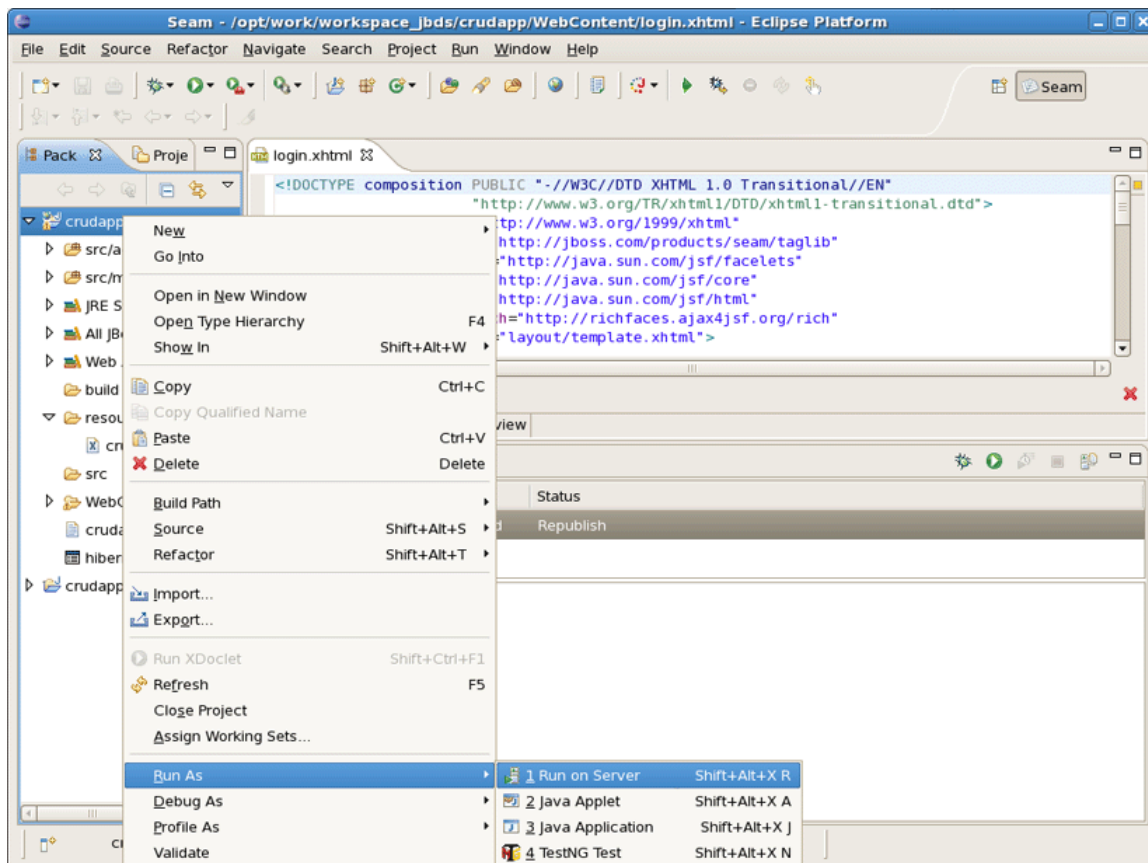 Seam - /opt/work/workspace_jbds/crudapp/WebContent/login.xhtml - Eclipse Platform
File Edit Source Refactor Navigate Search Project Run Window Help
Seam
Pack Proje login.xhtml
<!DOCTYPE composition PUBLIC "-//W3C//DTD XHTML 1.0 Transitional//EN"
"http://www.w3.org/TR/xhtml1/DTD/xhtml1-transitional.dtd">
crudapp
tp://www.w3.org/1999/xhtml"
http://jboss.com/products/seam/taglib"
="http://java.sun.com/jsf/facelets"
http://java.sun.com/jsf/core"
http://java.sun.com/jsf/html"
h="http://richfaces.ajax4jsf.org/rich"
="layout/template.xhtml">
src/a
src/m
JRE S
All JBo
Web
build
resou
cru
src
WebC
cruda
hiber
crudapp
New
Go Into
Open in New Window
Open Type Hierarchy F4
Show In Shift+Alt+W
Copy Ctrl+C
Copy Qualified Name
Paste Ctrl+V
Delete Delete
Build Path
Source Shift+Alt+S
Refactor Shift+Alt+T
Import...
Export...
Run XDoclet Shift+Ctrl+F1
Refresh F5
Close Project
Assign Working Sets...
Run As
Debug As
Profile As
Validate
view
Status
d Republish
1 Run on Server Shift+Alt+X R
2 Java Applet Shift+Alt+X A
3 Java Application Shift+Alt+X J
4 TestNG Test Shift+Alt+X N